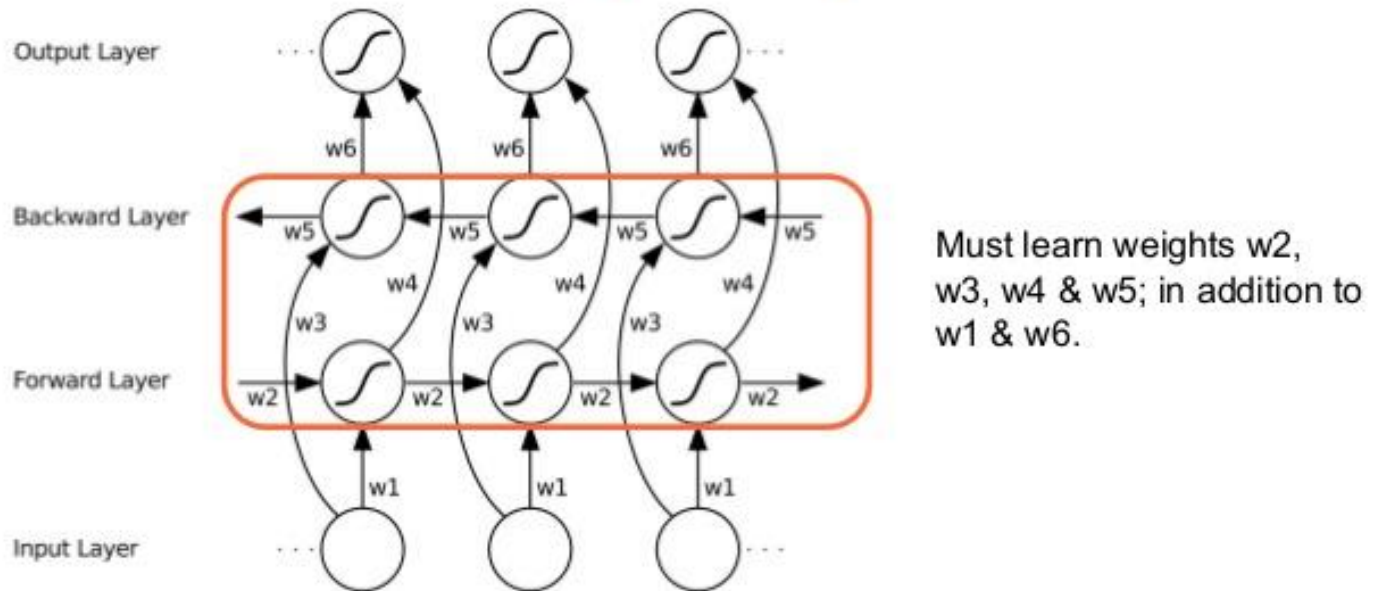 Output Layer
w6 w6 w6
Backward Layer
w5 w5 w5 w5
w4 w4 w4
w3 w3 w3
Forward Layer
w2 w2 w2 w2
w1 w1 w1
Input Layer
Must learn weights w2,
w3, w4 & w5; in addition to
w1 & w6.